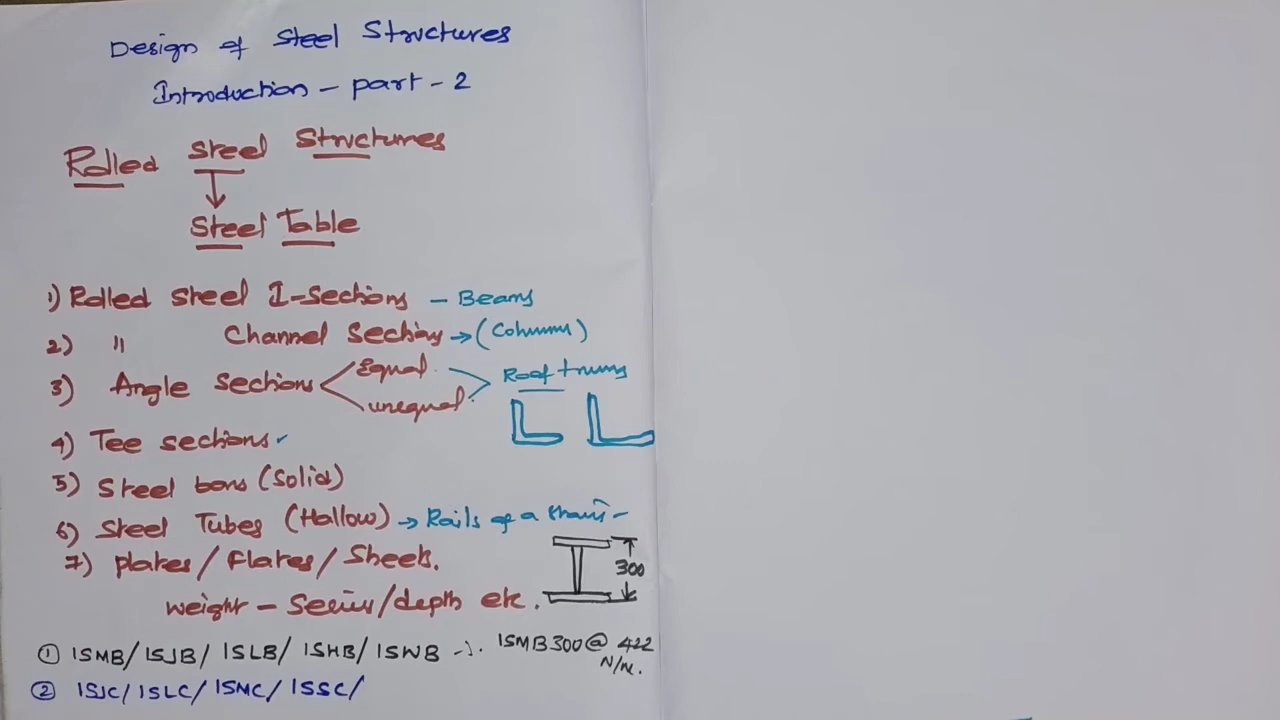 Design of Steel Structures
Introduction - part - 2
Rolled Steel Structures
Steel Table
1) Rolled Steel I-Sections - Beams
2) " Channel Sections → (Columns)
3) Angle Sections Equal unequal Roof truss
4) Tee sections ✓
5) Steel bars (Solid)
6) Steel Tubes (Hallow) → Rails of a stairs -
7) plates / Flates / Sheets.
300
weight - Series/depth etc.
① ISMB/ ISJB/ ISLB/ ISHB/ ISWB -:. ISMB300@ 422 N/m.
② ISJC/ ISLC/ ISMC/ ISSC/